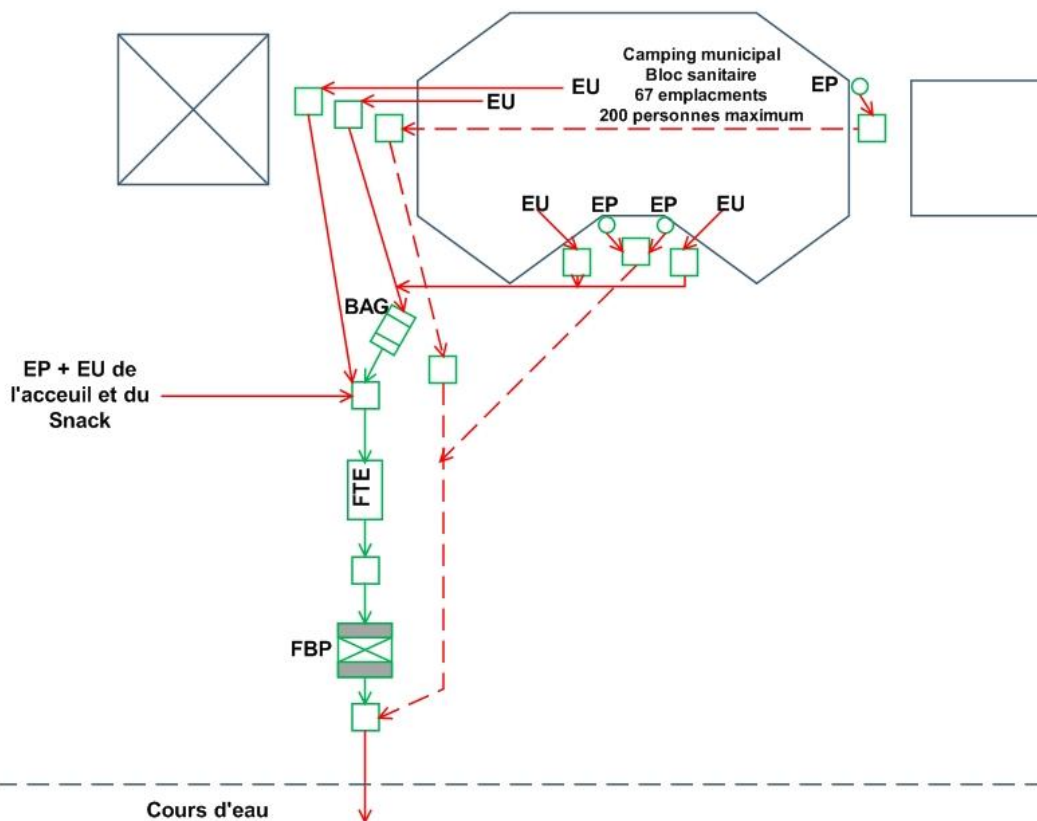 Camping municipal
Bloc sanitaire
67 emplacments
200 personnes maximum
EP
EU
EU
EU
EP
EP
EU
BAG
EP + EU de
l'acceuil et du
Snack
FTE
FBP
Cours d'eau